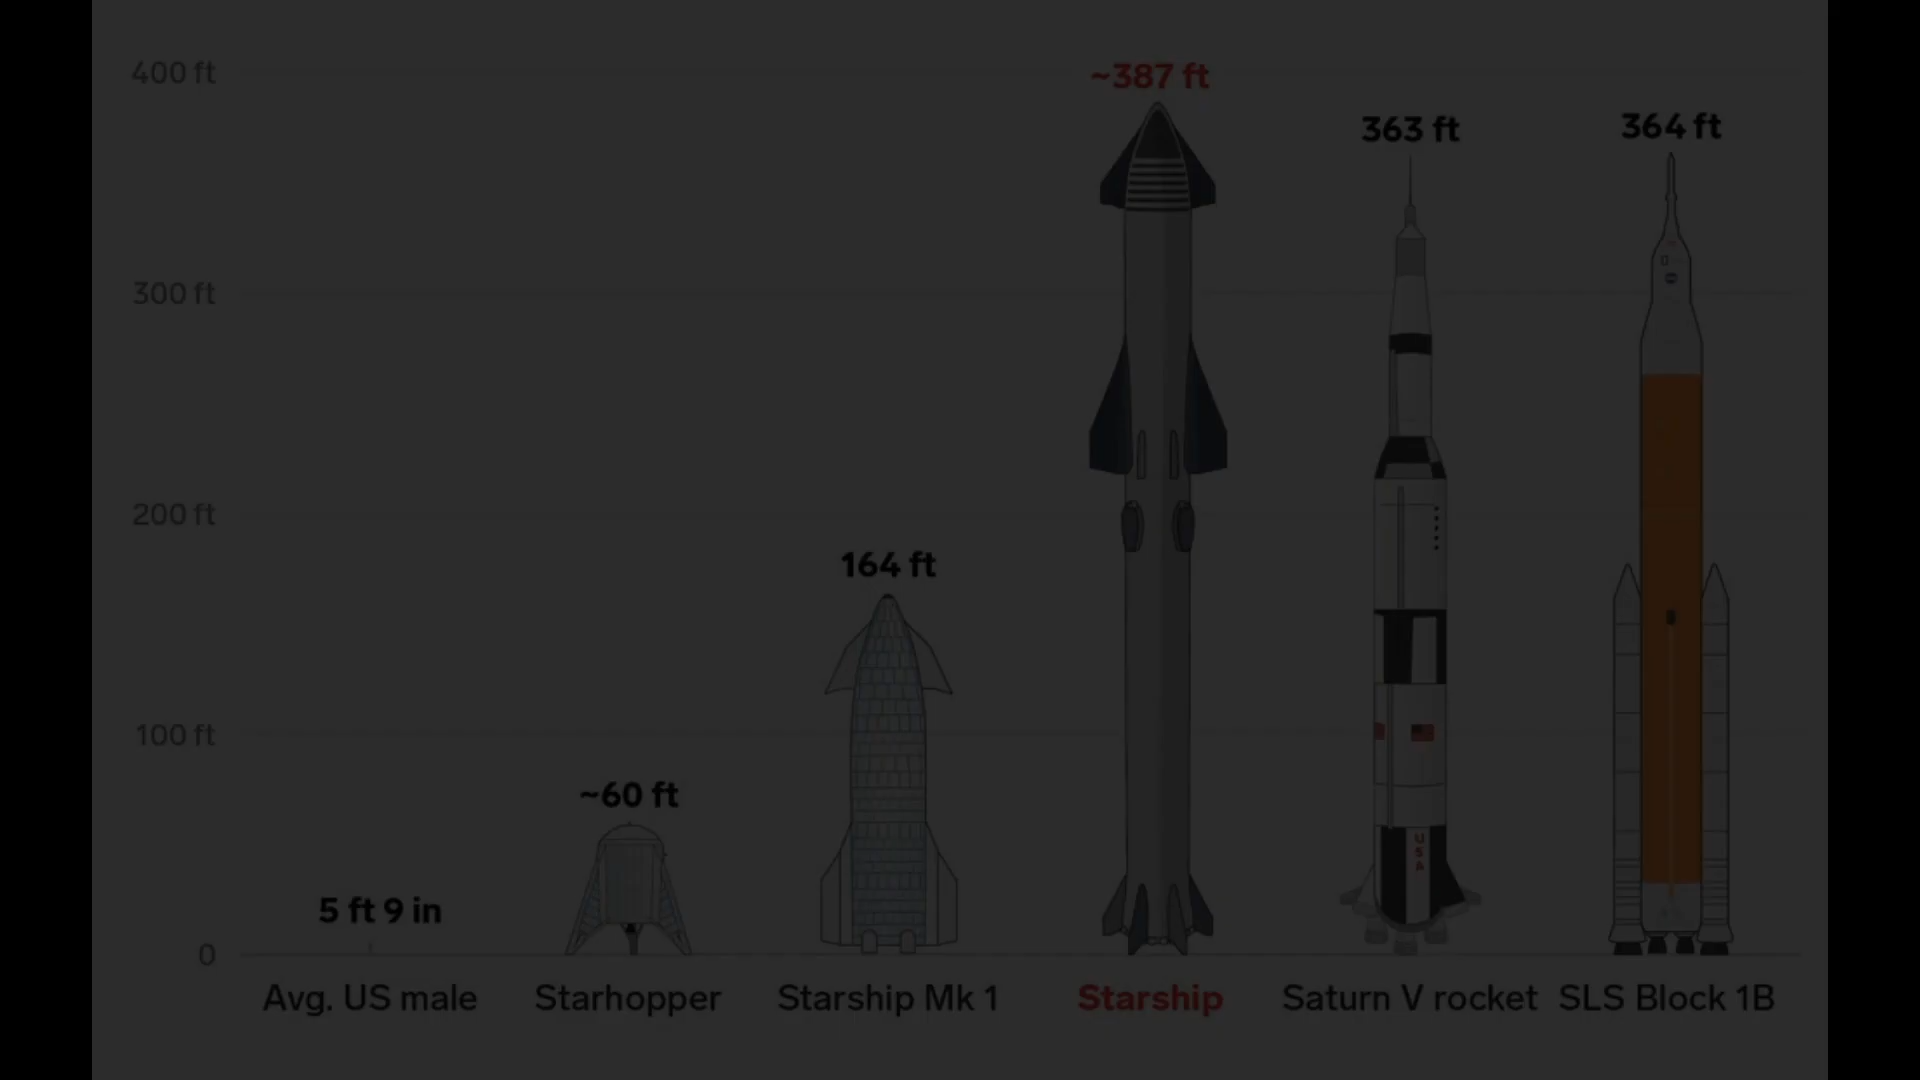 400 ft
~387 ft
363 ft
364 ft
300 ft
200 ft
164 ft
100 ft
~60 ft
USA
5 ft 9 in
0
Avg. US male
Starhopper
Starship Mk 1
Starship
Saturn V rocket
SLS Block 1B